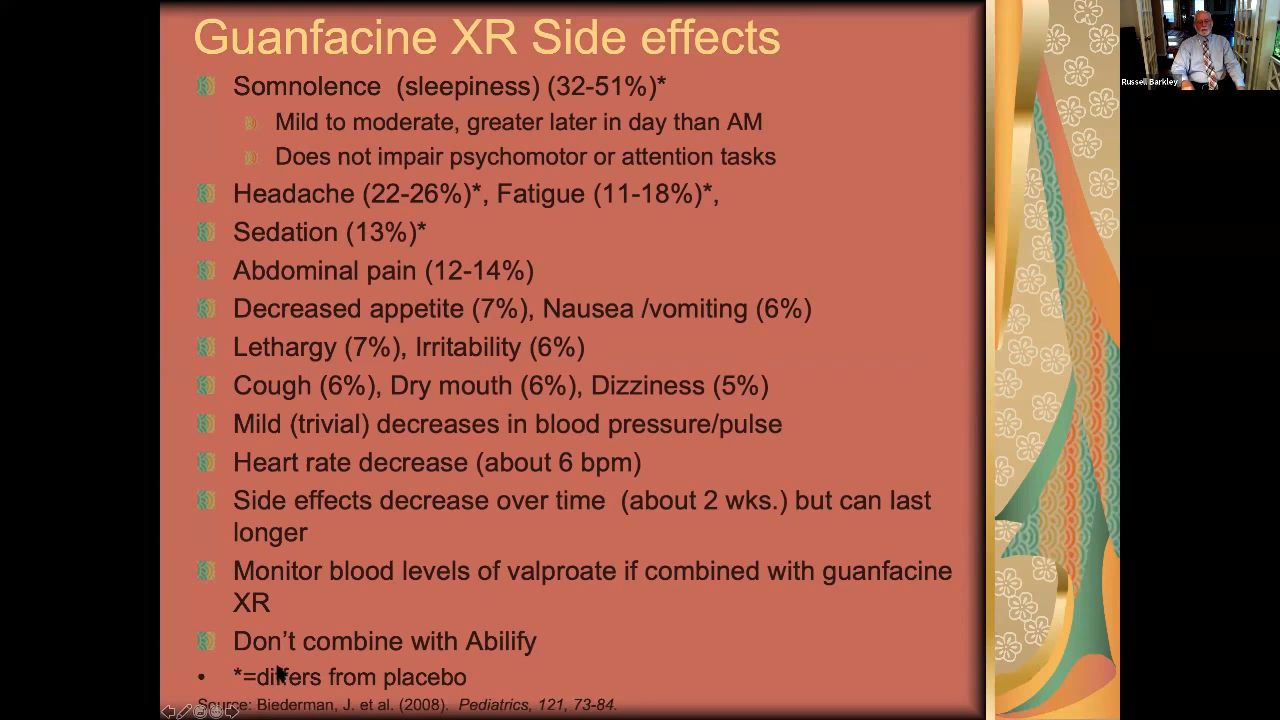 Guanfacine XR Side effects
Somnolence  (sleepiness) (32-51%)*
Mild to moderate, greater later in day than AM
Does not impair psychomotor or attention tasks
Headache (22-26%)*, Fatigue (11-18%)*,
Sedation (13%)*
Abdominal pain (12-14%)
Decreased appetite (7%), Nausea /vomiting (6%)
Lethargy (7%), Irritability (6%)
Cough (6%), Dry mouth (6%), Dizziness (5%)
Mild (trivial) decreases in blood pressure/pulse
Heart rate decrease (about 6 bpm)
Side effects decrease over time  (about 2 wks.) but can last
longer
Monitor blood levels of valproate if combined with guanfacine
XR
Don’t combine with Abilify
*=differs from placebo
Source: Biederman, J. et al. (2008).  Pediatrics, 121, 73-84.
Russell Barkley